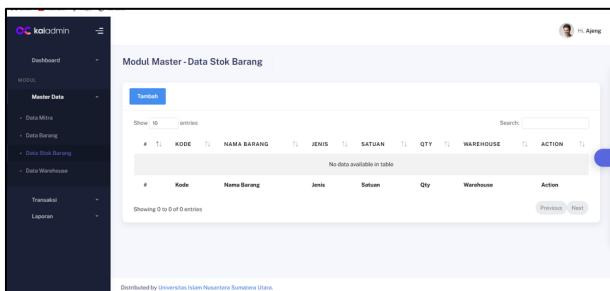 kaiadmin
Hi, Ajeng
Dashboard
MODUL
Master Data
Data Mitra
Data Barang
Data Stok Barang
Data Warehouse
Transaksi
Laporan
Modul Master - Data Stok Barang
Tambah
Show 10 entries
Search:
# KODE NAMA BARANG JENIS SATUAN QTY WAREHOUSE ACTION
No data available in table
# Kode Nama Barang Jenis Satuan Qty Warehouse Action
Showing 0 to 0 of 0 entries
Previous Next
Distributed by Universitas Islam Nusantara Sumatera Utara.